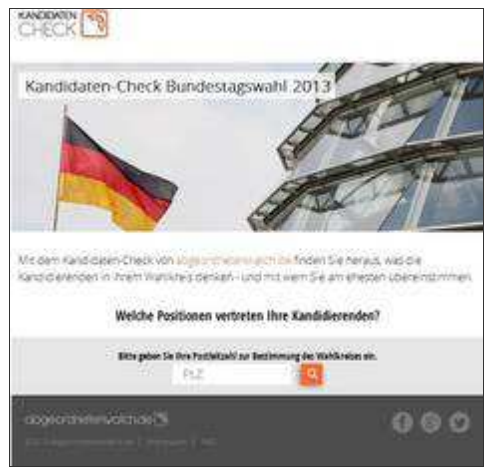 KANDIDATEN
CHECK
Kandidaten-Check Bundestagswahl 2013
Mit dem Kandidaten-Check von abgeordnetenwatch.de finden Sie heraus, was die
Kandidierenden in Ihrem Wahlkreis denken - und mit wem Sie am ehesten übereinstimmen.
Welche Positionen vertreten Ihre Kandidierenden?
Bitte geben Sie Ihre Postleitzahl zur Bestimmung des Wahlkreises ein.
PLZ
abgeordnetenwatch.de